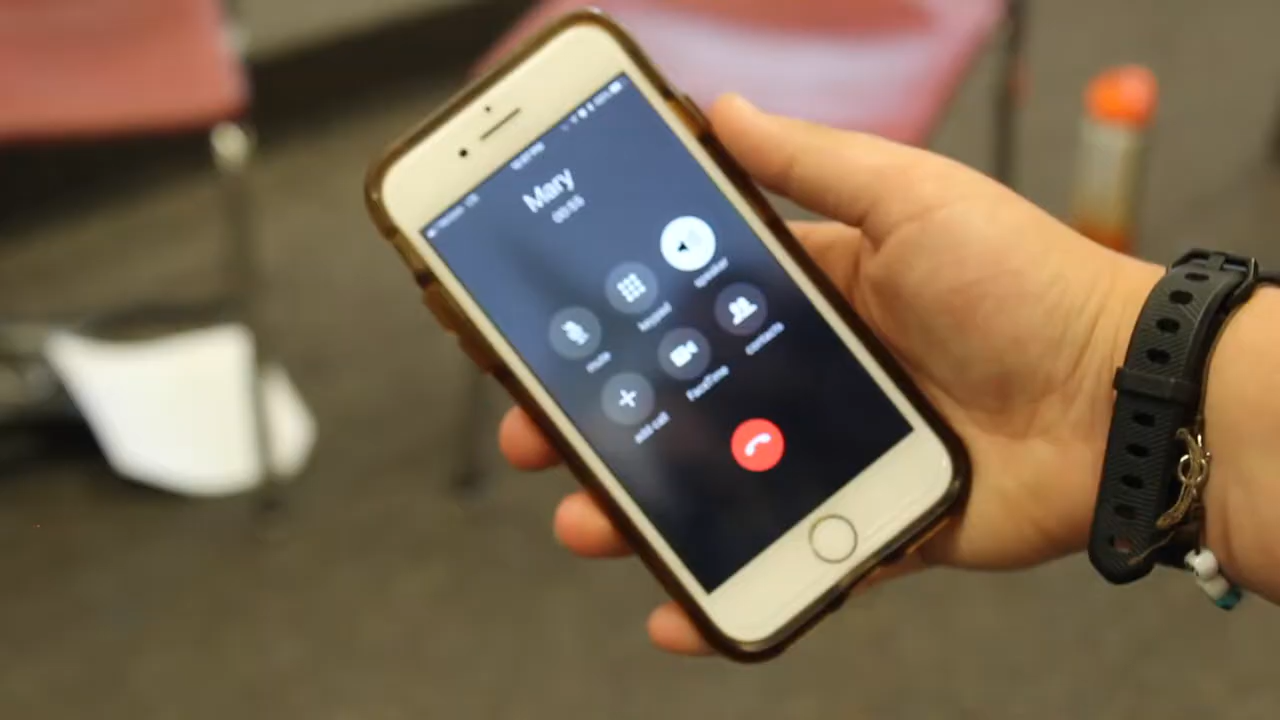 Mary
00:55
mute
keypad
speaker
add call
FaceTime
contacts